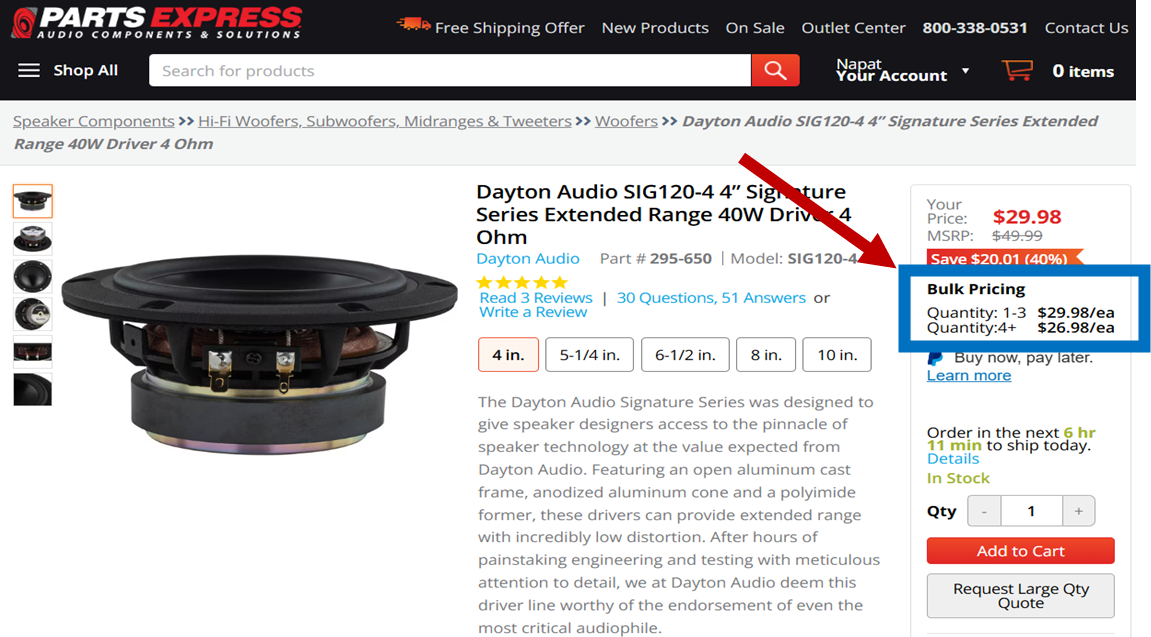 PARTS EXPRESS
AUDIO COMPONENTS & SOLUTIONS
Free Shipping Offer New Products On Sale Outlet Center 800-338-0531 Contact Us
Shop All
Search for products
Napat
Your Account
0 items
Speaker Components >> Hi-Fi Woofers, Subwoofers, Midranges & Tweeters >> Woofers >> Dayton Audio SIG120-4 4” Signature Series Extended
Range 40W Driver 4 Ohm
Dayton Audio SIG120-4 4” Signature
Series Extended Range 40W Driver 4
Ohm
Dayton Audio Part # 295-650 | Model: SIG120-4
Read 3 Reviews | 30 Questions, 51 Answers or
Write a Review
4 in. 5-1/4 in. 6-1/2 in. 8 in. 10 in.
The Dayton Audio Signature Series was designed to
give speaker designers access to the pinnacle of
speaker technology at the value expected from
Dayton Audio. Featuring an open aluminum cast
frame, anodized aluminum cone and a polyimide
former, these drivers can provide extended range
with incredibly low distortion. After hours of
painstaking engineering and testing with meticulous
attention to detail, we at Dayton Audio deem this
driver line worthy of the endorsement of even the
most critical audiophile.
Your
Price: $29.98
MSRP: $49.99
Save $20.01 (40%)
Bulk Pricing
Quantity: 1-3 $29.98/ea
Quantity:4+ $26.98/ea
Buy now, pay later.
Learn more
Order in the next 6 hr
11 min to ship today.
Details
In Stock
Qty - 1 +
Add to Cart
Request Large Qty
Quote